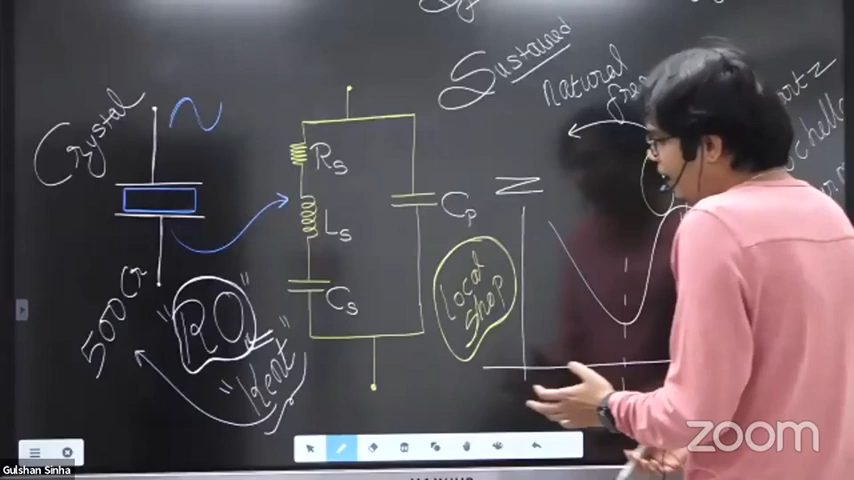 Sustained
Natural
Crystal
Rs
Ls
Cs
Cp
Z
Local
Shop
500 Cr
"RO"
"Kent"
zoom
Gulshan Sinha